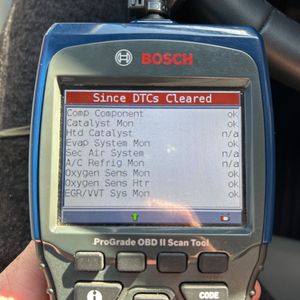 BOSCH
Since DTCs Cleared
Comp Component ok
Catalyst Mon ok
Htd Catalyst n/a
Evap System Mon ok
Sec Air System n/a
A/C Refrig Mon n/a
Oxygen Sens Mon ok
Oxygen Sens Htr ok
EGR/VVT Sys Mon ok
ProGrade OBD II Scan Tool
i CODE